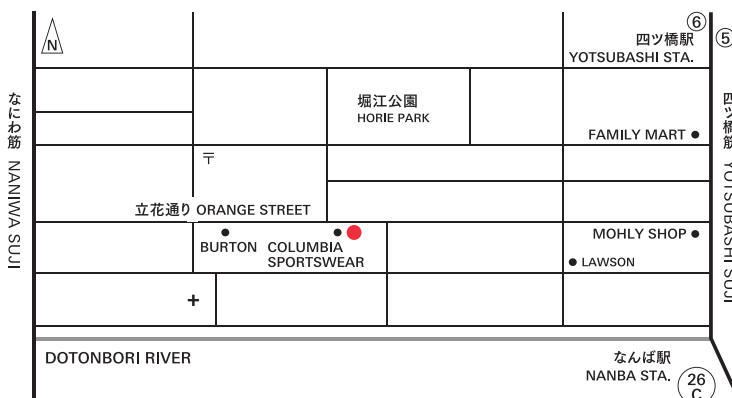 N
6
四ツ橋駅
YOTSUBASHI STA.
5
堀江公園
HORIE PARK
なにわ筋 NANIWA SUJI
四ツ橋筋 YOTSUBASHI SUJI
FAMILY MART
〒
立花通り ORANGE STREET
BURTON
COLUMBIA
SPORTSWEAR
MOHLY SHOP
LAWSON
DOTONBORI RIVER
なんば駅
NANBA STA.
26
C